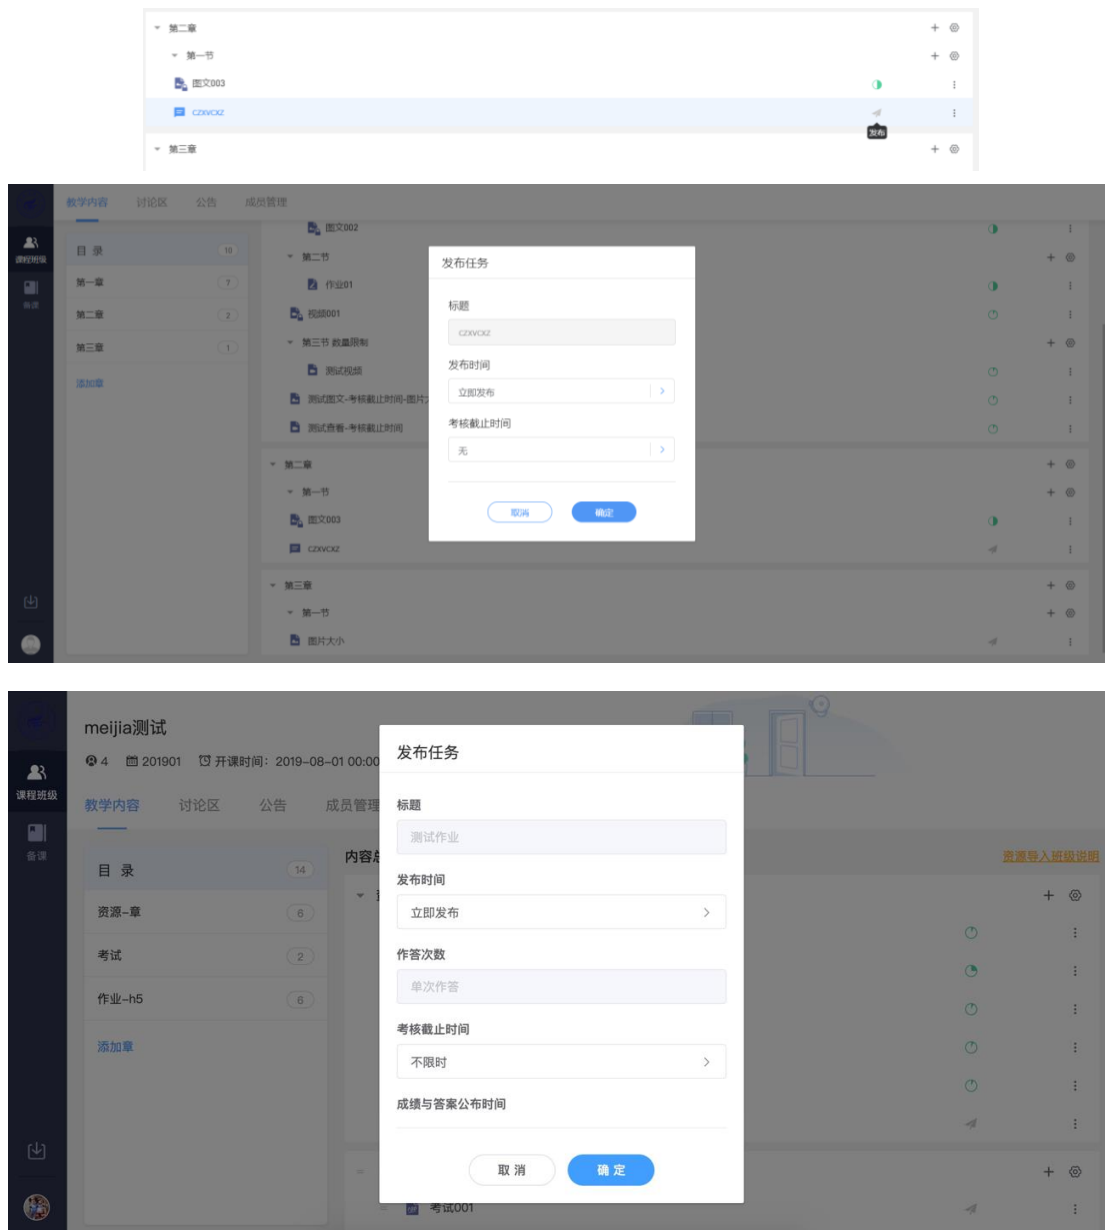 第二章
第一节
图文003
czxvcxz
发布
第三章
教学内容 讨论区 公告 成员管理
课程班级
备课
目 录 10
第一章 7
第二章 2
第三章 1
添加章
图文002
第二节
作业01
视频001
第三节 数量限制
测试视频
测试图文-考核截止时间-图片
测试查看-考核截止时间
第二章
第一节
图文003
czxvcxz
第三章
第一节
图片大小
发布任务
标题
czxvcxz
发布时间
立即发布
考核截止时间
无
取消 确定
meijia测试
4 201901 开课时间：2019-08-01 00:00
课程班级
备课
教学内容 讨论区 公告 成员管理
目 录 14
资源-章 6
考试 2
作业-h5 6
添加章
内容总
资源导入班级说明
发布任务
标题
测试作业
发布时间
立即发布
作答次数
单次作答
考核截止时间
不限时
成绩与答案公布时间
取 消 确 定
考试001